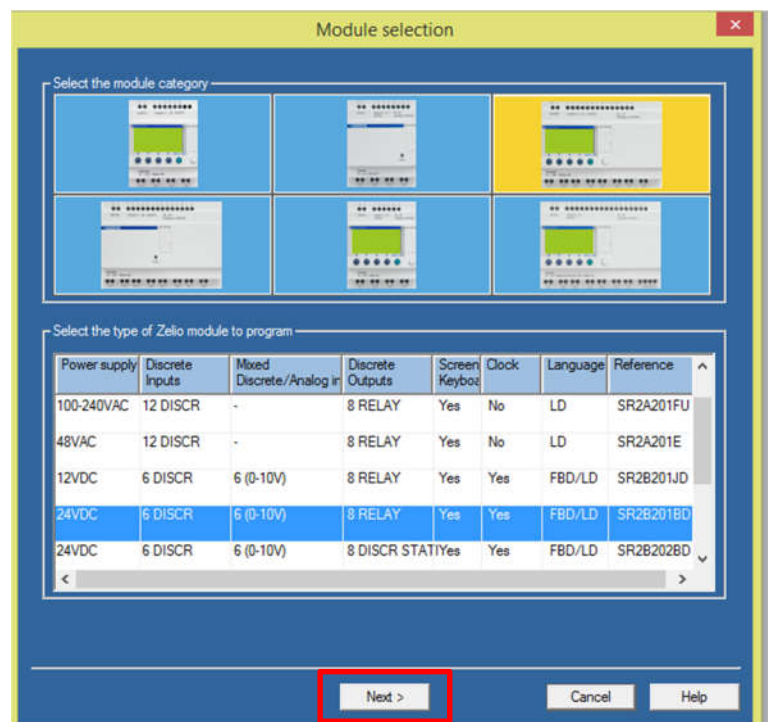 Module selection
Select the module category
Select the type of Zelio module to program
Power supply Discrete Inputs Mixed Discrete/Analog in Discrete Outputs Screen Keyboa Clock Language Reference
100-240VAC 12 DISCR - 8 RELAY Yes No LD SR2A201FU
48VAC 12 DISCR - 8 RELAY Yes No LD SR2A201E
12VDC 6 DISCR 6 (0-10V) 8 RELAY Yes Yes FBD/LD SR2B201JD
24VDC 6 DISCR 6 (0-10V) 8 RELAY Yes Yes FBD/LD SR2B201BD
24VDC 6 DISCR 6 (0-10V) 8 DISCR STATI Yes Yes FBD/LD SR2B202BD
Next > Cancel Help